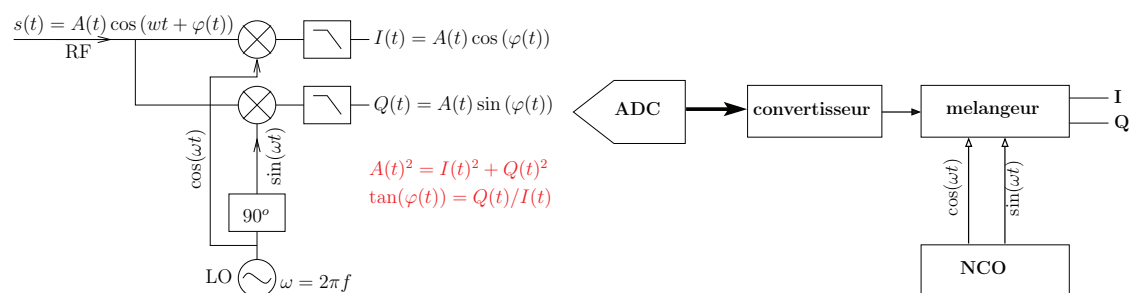 s(t) = A(t) cos (wt + φ(t))
RF
I(t) = A(t) cos (φ(t))
Q(t) = A(t) sin (φ(t))
cos(ωt)
sin(ωt)
A(t)² = I(t)² + Q(t)²
tan(φ(t)) = Q(t)/I(t)
90ᵒ
LO
ω = 2πf
ADC
convertisseur
melangeur
I
Q
cos(ωt)
sin(ωt)
NCO